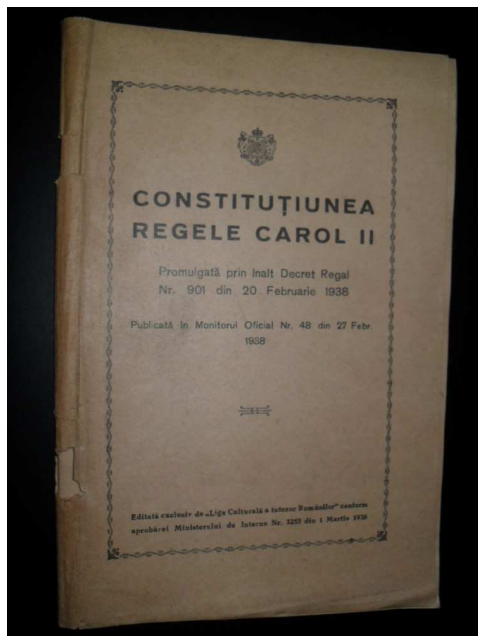 CONSTITUȚIUNEA
REGELE CAROL II
Promulgată prin Inalt Decret Regal
Nr. 901 din 20 Februarie 1938
Publicată în Monitorul Oficial Nr. 48 din 27 Febr.
1938
Editată exclusiv de „Liga Culturală a tuturor Românilor” conform
aprobărei Ministerului de Interne Nr. 3255 din 1 Martie 1938